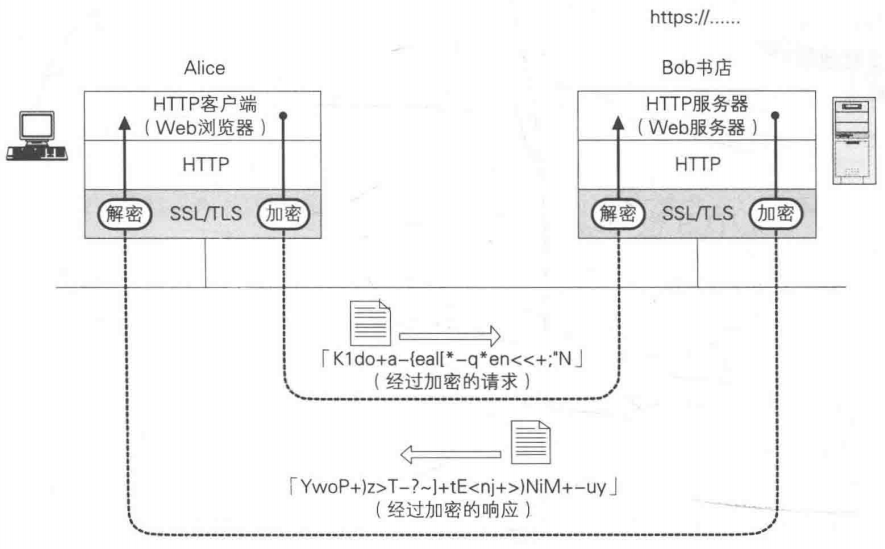 https://......
Alice
Bob书店
HTTP客户端
（Web浏览器）
HTTP
解密
SSL/TLS
加密
HTTP服务器
（Web服务器）
HTTP
解密
SSL/TLS
加密
「K1do+a-{eal[*-q*en<<+;"N」
（经过加密的请求）
「YwoP+)z>T-?~]+tE<nj+>)NiM+-uy」
（经过加密的响应）